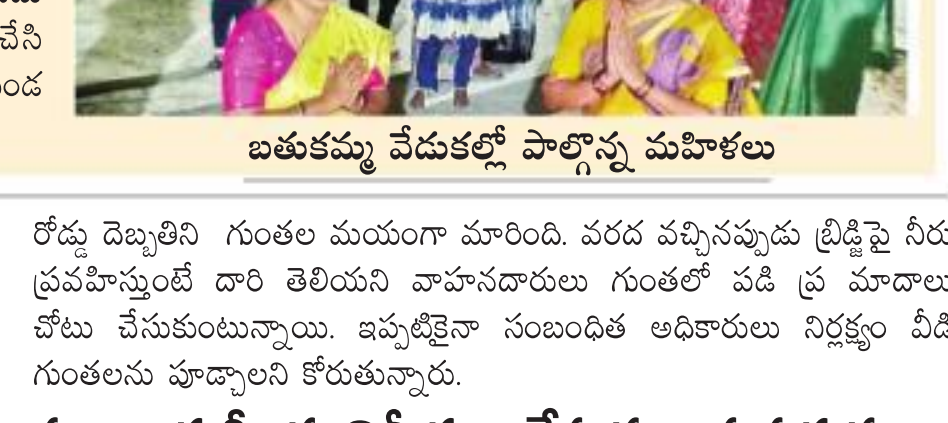 చేసి
బతుకమ్మ వేడుకల్లో పాల్గొన్న మహిళలు
రోడ్డు దెబ్బతిని గుంతల మయంగా మారింది. వరద వచ్చినప్పుడు బ్రిడ్జిపై నీరు
ప్రవహిస్తుంటే దారి తెలియని వాహనదారులు గుంతలో పడి ప్ర మాదాలు
చోటు చేసుకుంటున్నాయి. ఇప్పటికైనా సంబంధిత అధికారులు నిర్లక్ష్యం వీడి
గుంతలను పూడ్చాలని కోరుతున్నారు.